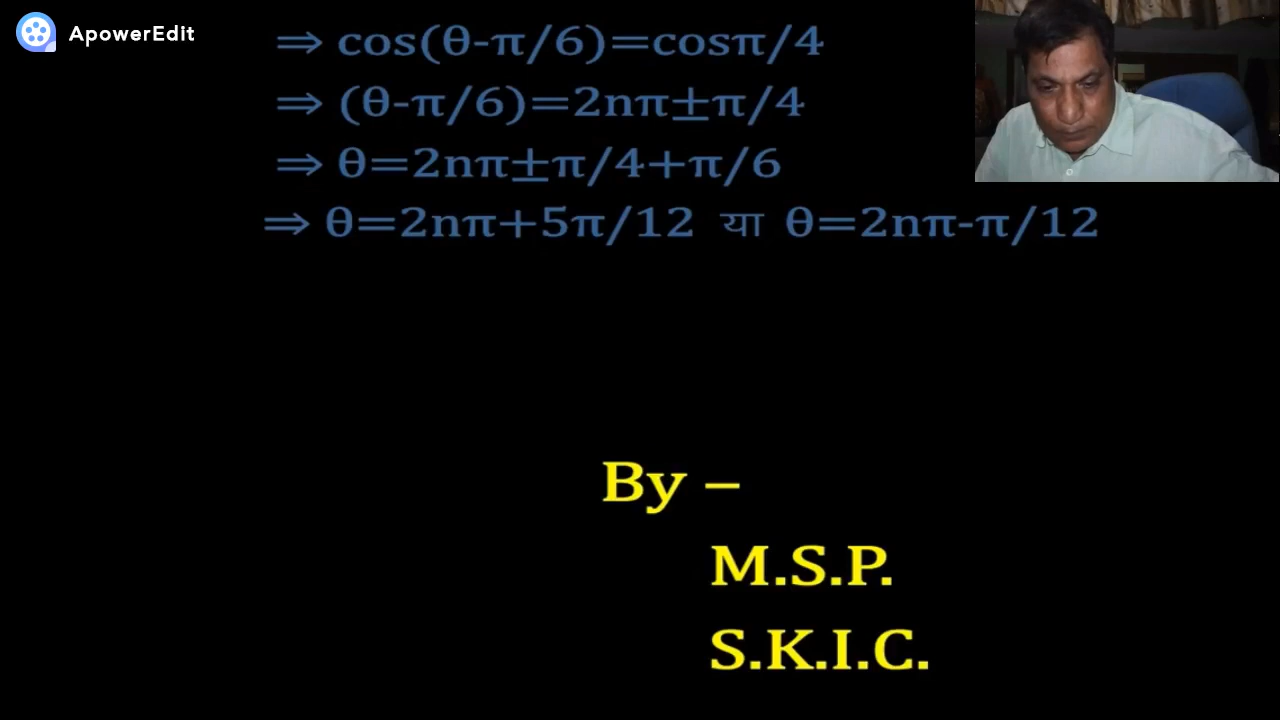 ApowerEdit
⇒ cos(θ-π/6)=cosπ/4
⇒ (θ-π/6)=2nπ±π/4
⇒ θ=2nπ±π/4+π/6
⇒ θ=2nπ+5π/12 या θ=2nπ-π/12
By –
M.S.P.
S.K.I.C.